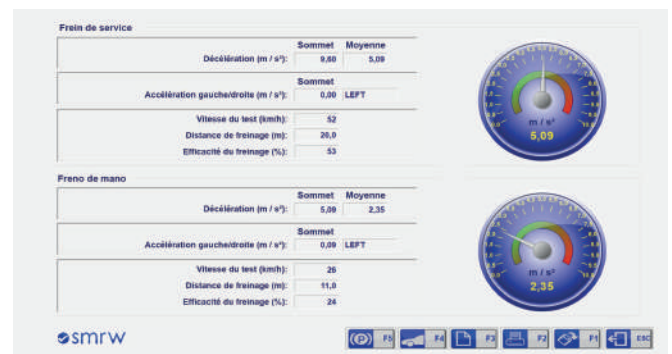 Frein de service
Sommet Moyenne
Décélération (m / s²): 9,60 5,09
Sommet
Accélération gauche/droite (m / s²): 0,00 LEFT
Vitesse du test (km/h): 52
Distance de freinage (m): 20,0
Efficacité du freinage (%): 53
m / s²
5,09
Freno de mano
Sommet Moyenne
Décélération (m / s²): 5,09 2,35
Sommet
Accélération gauche/droite (m / s²): 0,09 LEFT
Vitesse du test (km/h): 26
Distance de freinage (m): 11,0
Efficacité du freinage (%): 24
m / s²
2,35
smrw
(P) F5 F4 F3 F2 F1 ESC